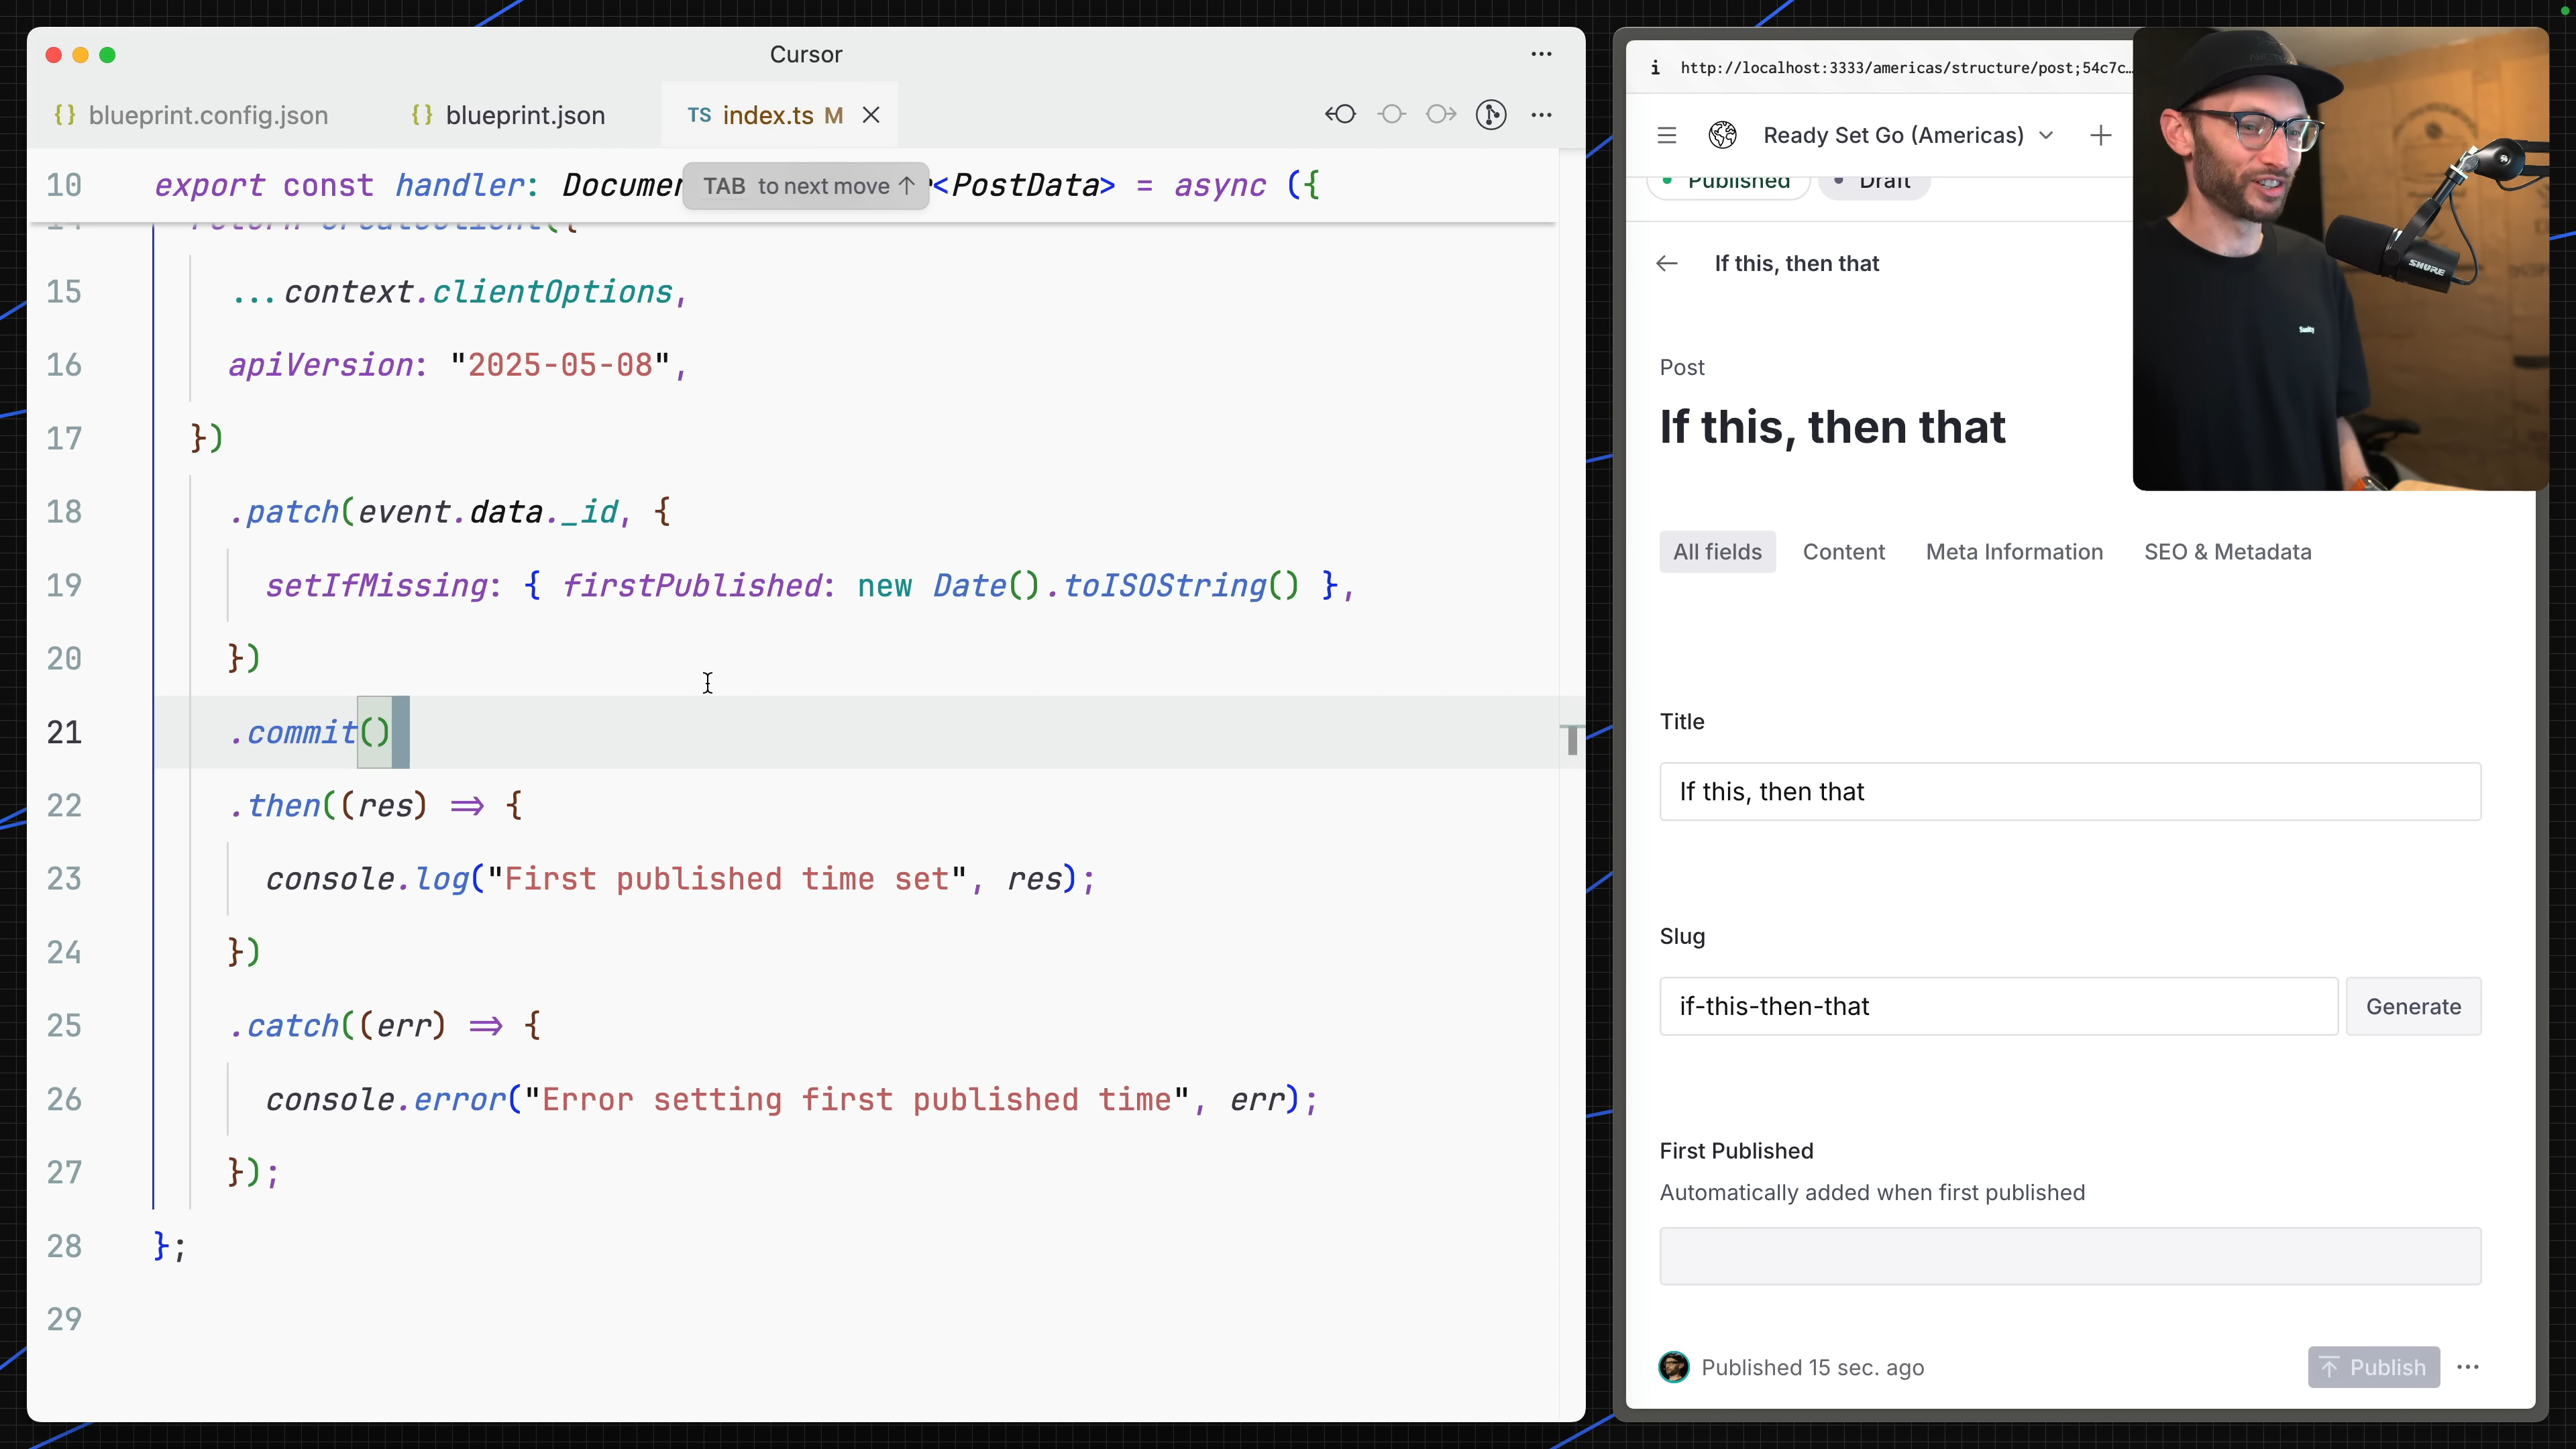 Cursor
blueprint.config.json
blueprint.json
TS index.ts M
10 export const handler: Documen
TAB to next move ↑
<PostData> = async ({
15 ...context.clientOptions,
16 apiVersion: "2025-05-08",
17 })
18 .patch(event.data._id, {
19 setIfMissing: { firstPublished: new Date().toISOString() },
20 })
21 .commit()
22 .then((res) => {
23 console.log("First published time set", res);
24 })
25 .catch((err) => {
26 console.error("Error setting first published time", err);
27 });
28 };
29
http://localhost:3333/americas/structure/post;54c7c…
Ready Set Go (Americas)
Published
Draft
If this, then that
Post
If this, then that
All fields
Content
Meta Information
SEO & Metadata
Title
If this, then that
Slug
if-this-then-that
Generate
First Published
Automatically added when first published
Published 15 sec. ago
Publish
SHURE
Sanity